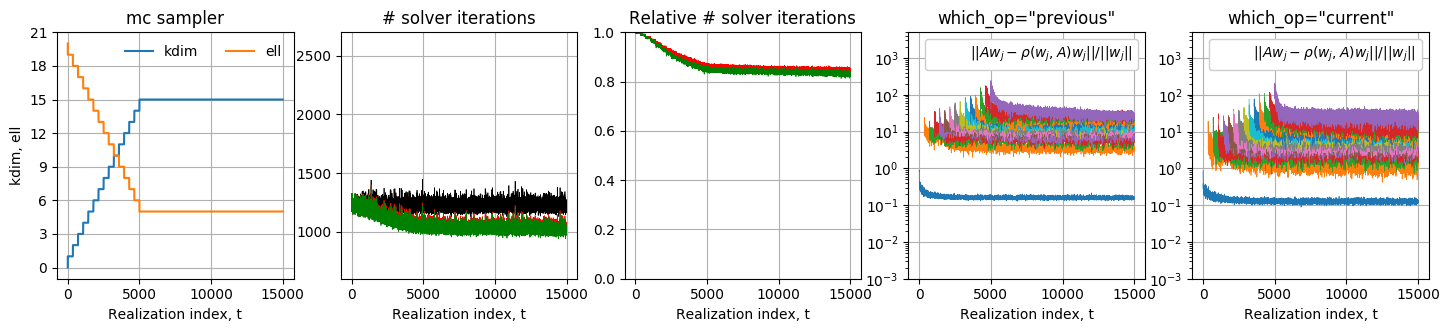 mc sampler
kdim
ell
kdim, ell
21
18
15
12
9
6
3
0
0 5000 10000 15000
Realization index, t
# solver iterations
2500
2200
1900
1600
1300
1000
0 5000 10000 15000
Realization index, t
Relative # solver iterations
1.0
0.8
0.6
0.4
0.2
0.0
0 5000 10000 15000
Realization index, t
which_op="previous"
||Aw_j − ρ(w_j, A)w_j||/||w_j||
10^3
10^2
10^1
10^0
10^−1
10^−2
10^−3
0 5000 10000 15000
Realization index, t
which_op="current"
||Aw_j − ρ(w_j, A)w_j||/||w_j||
10^3
10^2
10^1
10^0
10^−1
10^−2
10^−3
0 5000 10000 15000
Realization index, t